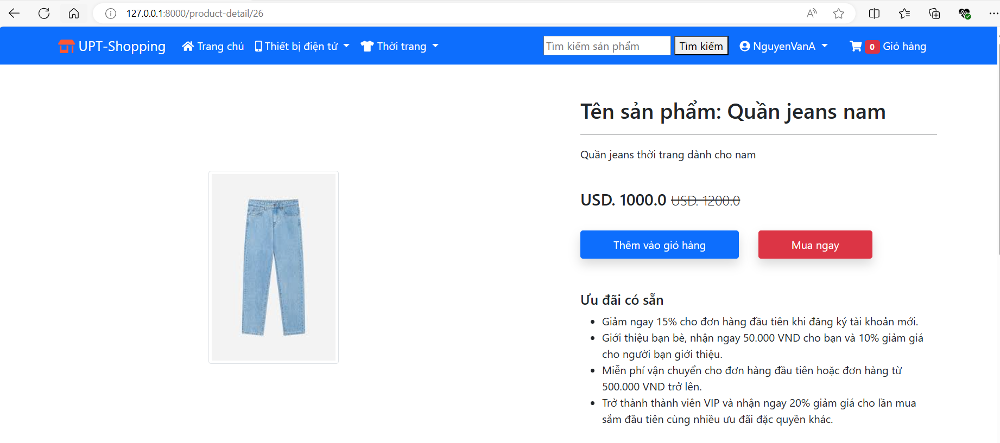 127.0.0.1:8000/product-detail/26
UPT-Shopping Trang chủ Thiết bị điện tử Thời trang Tìm kiếm sản phẩm Tìm kiếm NguyenVanA 0 Giỏ hàng
Tên sản phẩm: Quần jeans nam
Quần jeans thời trang dành cho nam
USD. 1000.0 USD. 1200.0
Thêm vào giỏ hàng Mua ngay
Ưu đãi có sẵn
Giảm ngay 15% cho đơn hàng đầu tiên khi đăng ký tài khoản mới.
Giới thiệu bạn bè, nhận ngay 50.000 VND cho bạn và 10% giảm giá
cho người bạn giới thiệu.
Miễn phí vận chuyển cho đơn hàng đầu tiên hoặc đơn hàng từ
500.000 VND trở lên.
Trở thành thành viên VIP và nhận ngay 20% giảm giá cho lần mua
sắm đầu tiên cùng nhiều ưu đãi đặc quyền khác.